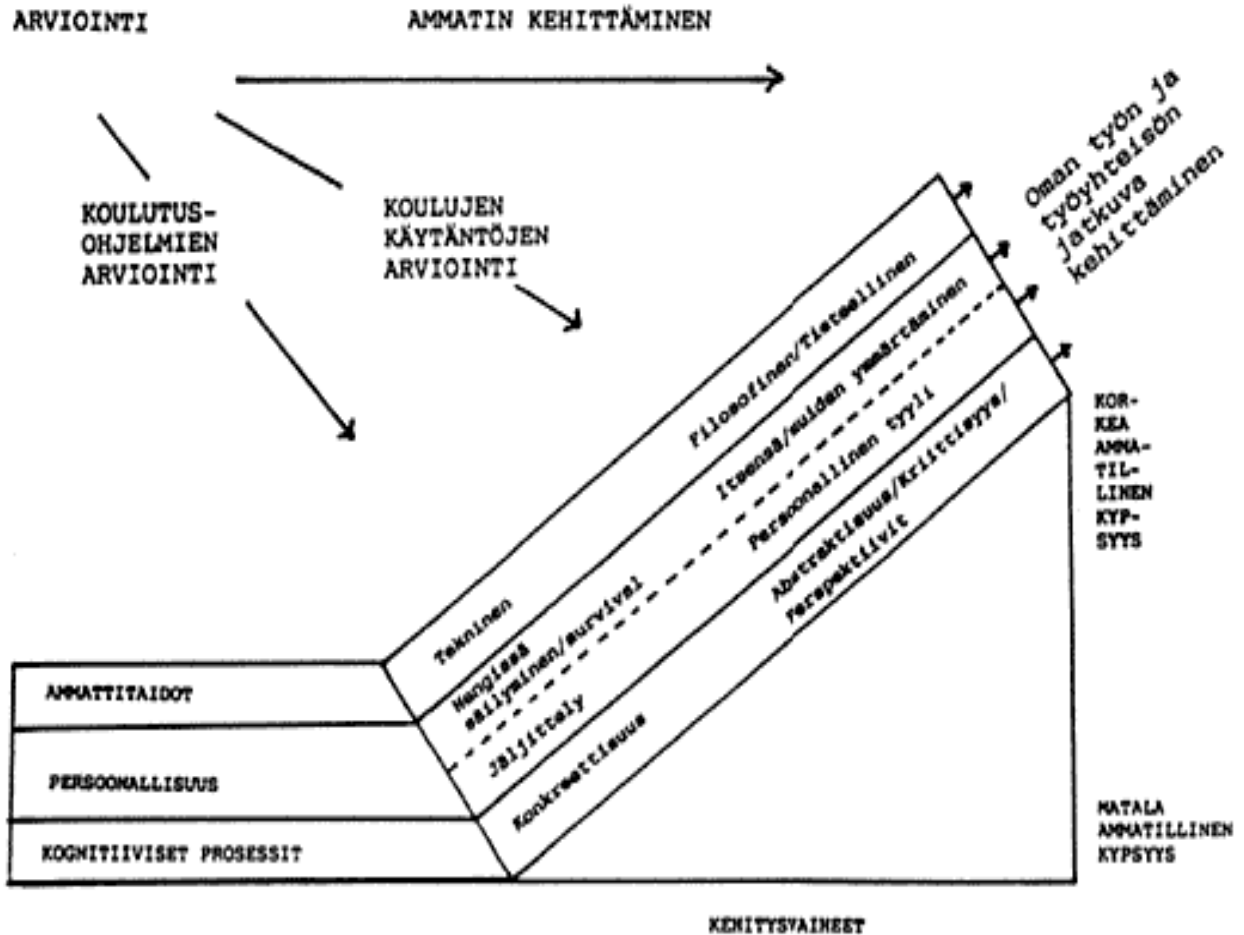 ARVIOINTI
AMMATIN KEHITTÄMINEN
KOULUTUS-
OHJELMIEN
ARVIOINTI
KOULUJEN
KÄYTÄNTÖJEN
ARVIOINTI
Oman työn ja
työyhteisön
jatkuva
kehittäminen
Tekninen
Filosofinen/Tieteellinen
Hengissä
säilyminen/survival
Itsensä/muiden ymmärtäminen
Jäljittely
Persoonallinen tyyli
Konkreettisuus
Abstraktisuus/Kriittisyys/
Perspektiivit
AMMATTITAIDOT
PERSOONALLISUUS
KOGNITIIVISET PROSESSIT
KOR-
KEA
AMMA-
TIL-
LINEN
KYP-
SYYS
MATALA
AMMATILLINEN
KYPSYYS
KEHITYSVAIHEET